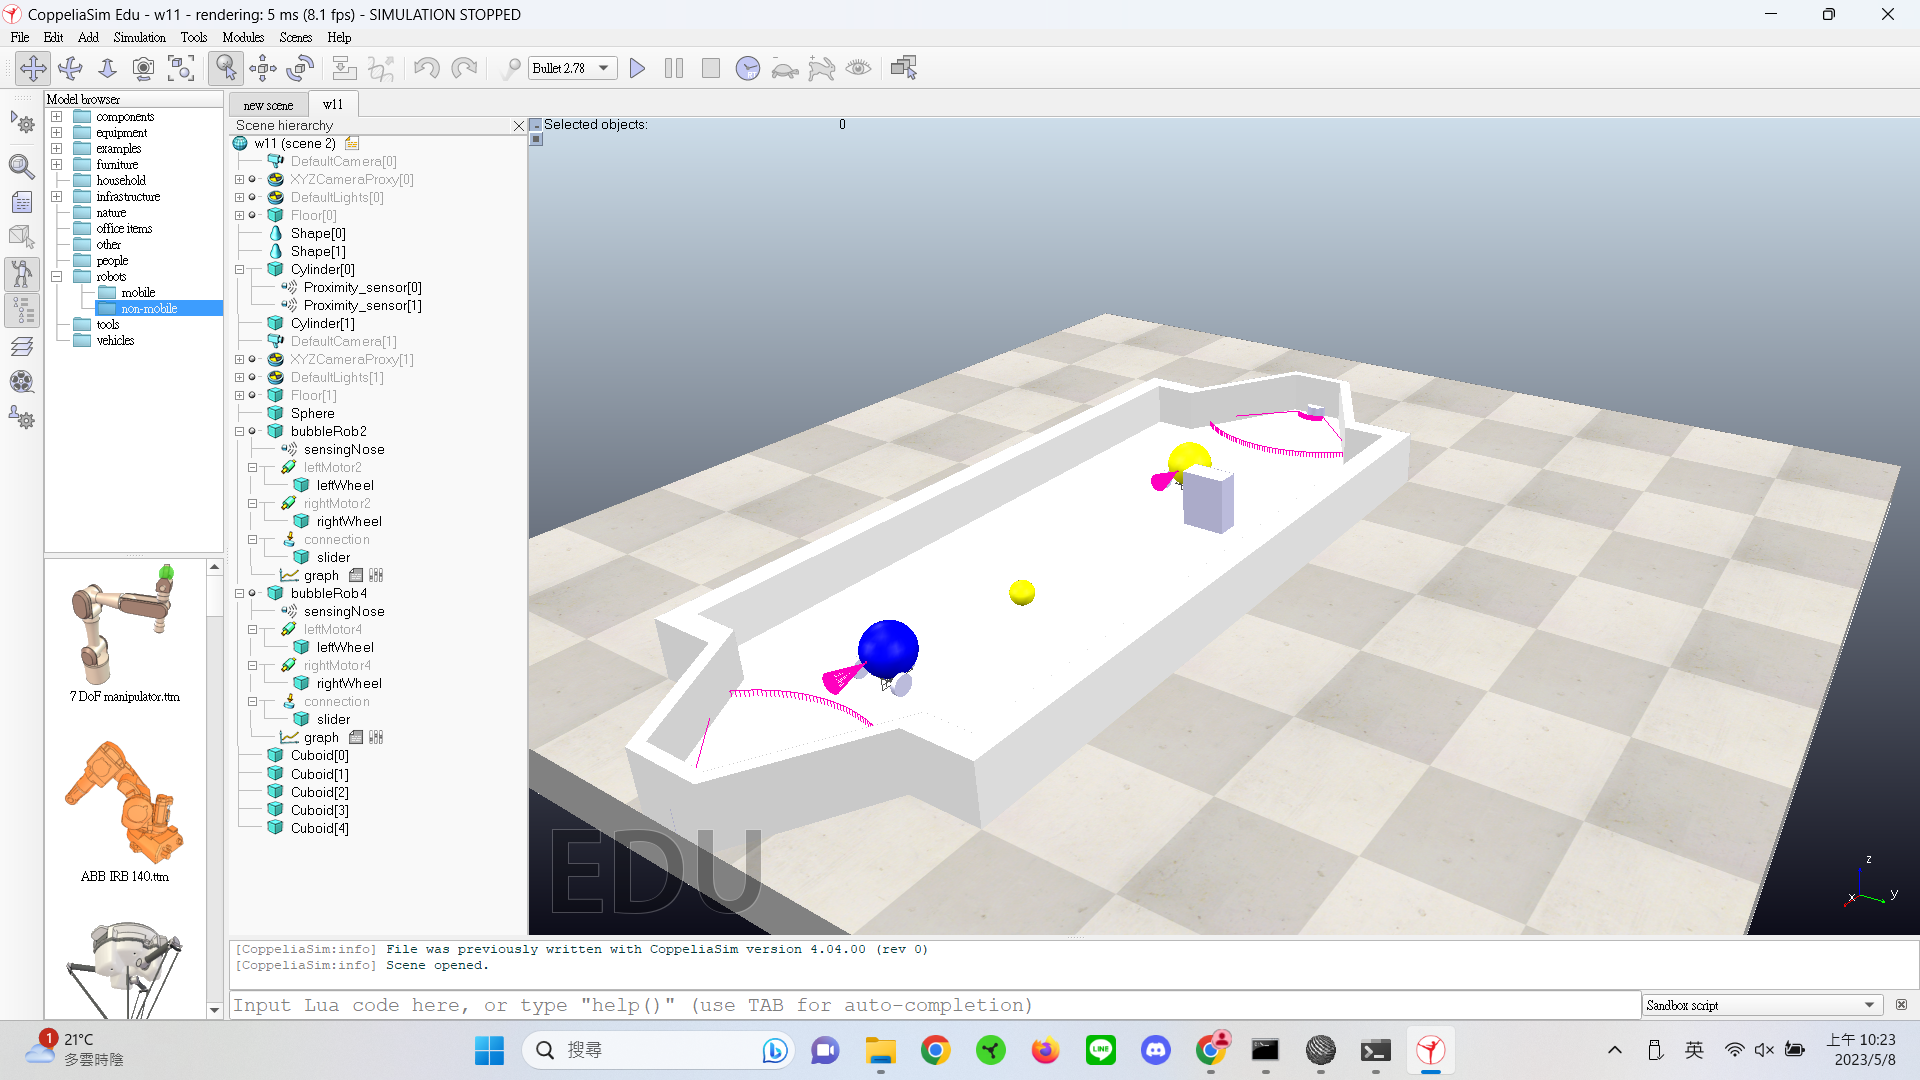 CoppeliaSim Edu - w11 - rendering: 5 ms (8.1 fps) - SIMULATION STOPPED
File Edit Add Simulation Tools Modules Scenes Help
Bullet 2.78
RT
Model browser
components
equipment
examples
furniture
household
infrastructure
nature
office items
other
people
robots
mobile
non-mobile
tools
vehicles
7 DoF manipulator.ttm
ABB IRB 140.ttm
new scene
w11
Scene hierarchy
w11 (scene 2)
DefaultCamera[0]
XYZCameraProxy[0]
DefaultLights[0]
Floor[0]
Shape[0]
Shape[1]
Cylinder[0]
Proximity_sensor[0]
Proximity_sensor[1]
Cylinder[1]
DefaultCamera[1]
XYZCameraProxy[1]
DefaultLights[1]
Floor[1]
Sphere
bubbleRob2
sensingNose
leftMotor2
leftWheel
rightMotor2
rightWheel
connection
slider
graph
bubbleRob4
sensingNose
leftMotor4
leftWheel
rightMotor4
rightWheel
connection
slider
graph
Cuboid[0]
Cuboid[1]
Cuboid[2]
Cuboid[3]
Cuboid[4]
Selected objects: 0
EDU
z
x
y
[CoppeliaSim:info] File was previously written with CoppeliaSim version 4.04.00 (rev 0)
[CoppeliaSim:info] Scene opened.
Input Lua code here, or type "help()" (use TAB for auto-completion)
Sandbox script
1
21°C
多雲時陰
搜尋
LINE
英
上午 10:23
2023/5/8